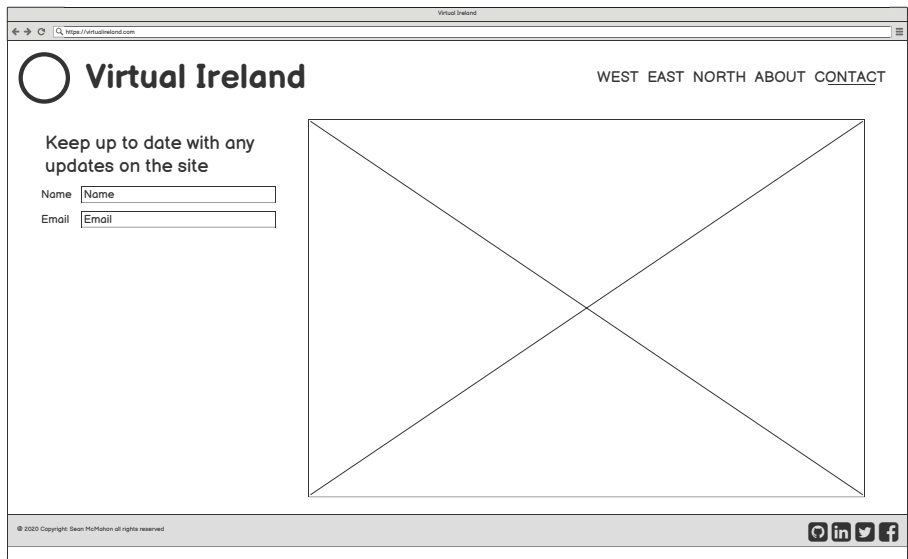 Virtual Ireland
https://virtualireland.com
Virtual Ireland
WEST EAST NORTH ABOUT CONTACT
Keep up to date with any
updates on the site
Name Name
Email Email
© 2020 Copyright: Sean McMahon all rights reserved
in